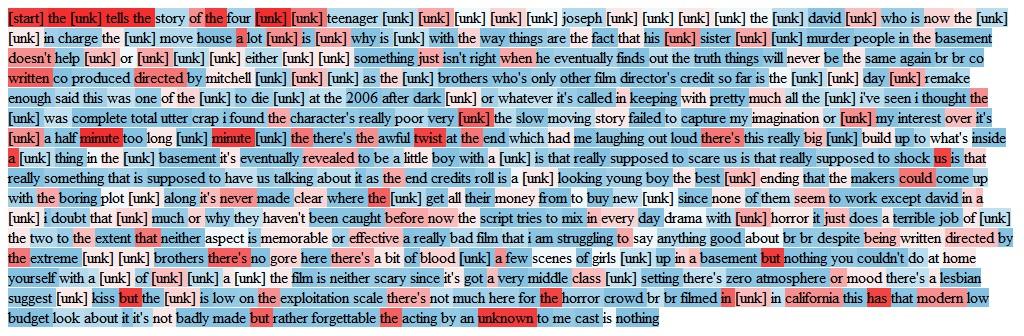 [start] the [unk] tells the story of the four [unk] [unk] teenager [unk] [unk] [unk] [unk] [unk] joseph [unk] [unk] [unk] [unk] the [unk] david [unk] who is now the [unk]
[unk] in charge the [unk] move house a lot [unk] is [unk] why is [unk] with the way things are the fact that his [unk] sister [unk] [unk] murder people in the basement
doesn't help [unk] or [unk] [unk] [unk] either [unk] [unk] something just isn't right when he eventually finds out the truth things will never be the same again br br co
written co produced directed by mitchell [unk] [unk] [unk] as the [unk] brothers who's only other film director's credit so far is the [unk] [unk] day [unk] remake
enough said this was one of the [unk] to die [unk] at the 2006 after dark [unk] or whatever it's called in keeping with pretty much all the [unk] i've seen i thought the
[unk] was complete total utter crap i found the character's really poor very [unk] the slow moving story failed to capture my imagination or [unk] my interest over it's
[unk] a half minute too long [unk] minute [unk] the there's the awful twist at the end which had me laughing out loud there's this really big [unk] build up to what's inside
a [unk] thing in the [unk] basement it's eventually revealed to be a little boy with a [unk] is that really supposed to scare us is that really supposed to shock us is that
really something that is supposed to have us talking about it as the end credits roll is a [unk] looking young boy the best [unk] ending that the makers could come up
with the boring plot [unk] along it's never made clear where the [unk] get all their money from to buy new [unk] since none of them seem to work except david in a
[unk] i doubt that [unk] much or why they haven't been caught before now the script tries to mix in every day drama with [unk] horror it just does a terrible job of [unk]
the two to the extent that neither aspect is memorable or effective a really bad film that i am struggling to say anything good about br br despite being written directed by
the extreme [unk] [unk] brothers there's no gore here there's a bit of blood [unk] a few scenes of girls [unk] up in a basement but nothing you couldn't do at home
yourself with a [unk] of [unk] [unk] a [unk] the film is neither scary since it's got a very middle class [unk] setting there's zero atmosphere or mood there's a lesbian
suggest [unk] kiss but the [unk] is low on the exploitation scale there's not much here for the horror crowd br br filmed in [unk] in california this has that modern low
budget look about it it's not badly made but rather forgettable the acting by an unknown to me cast is nothing